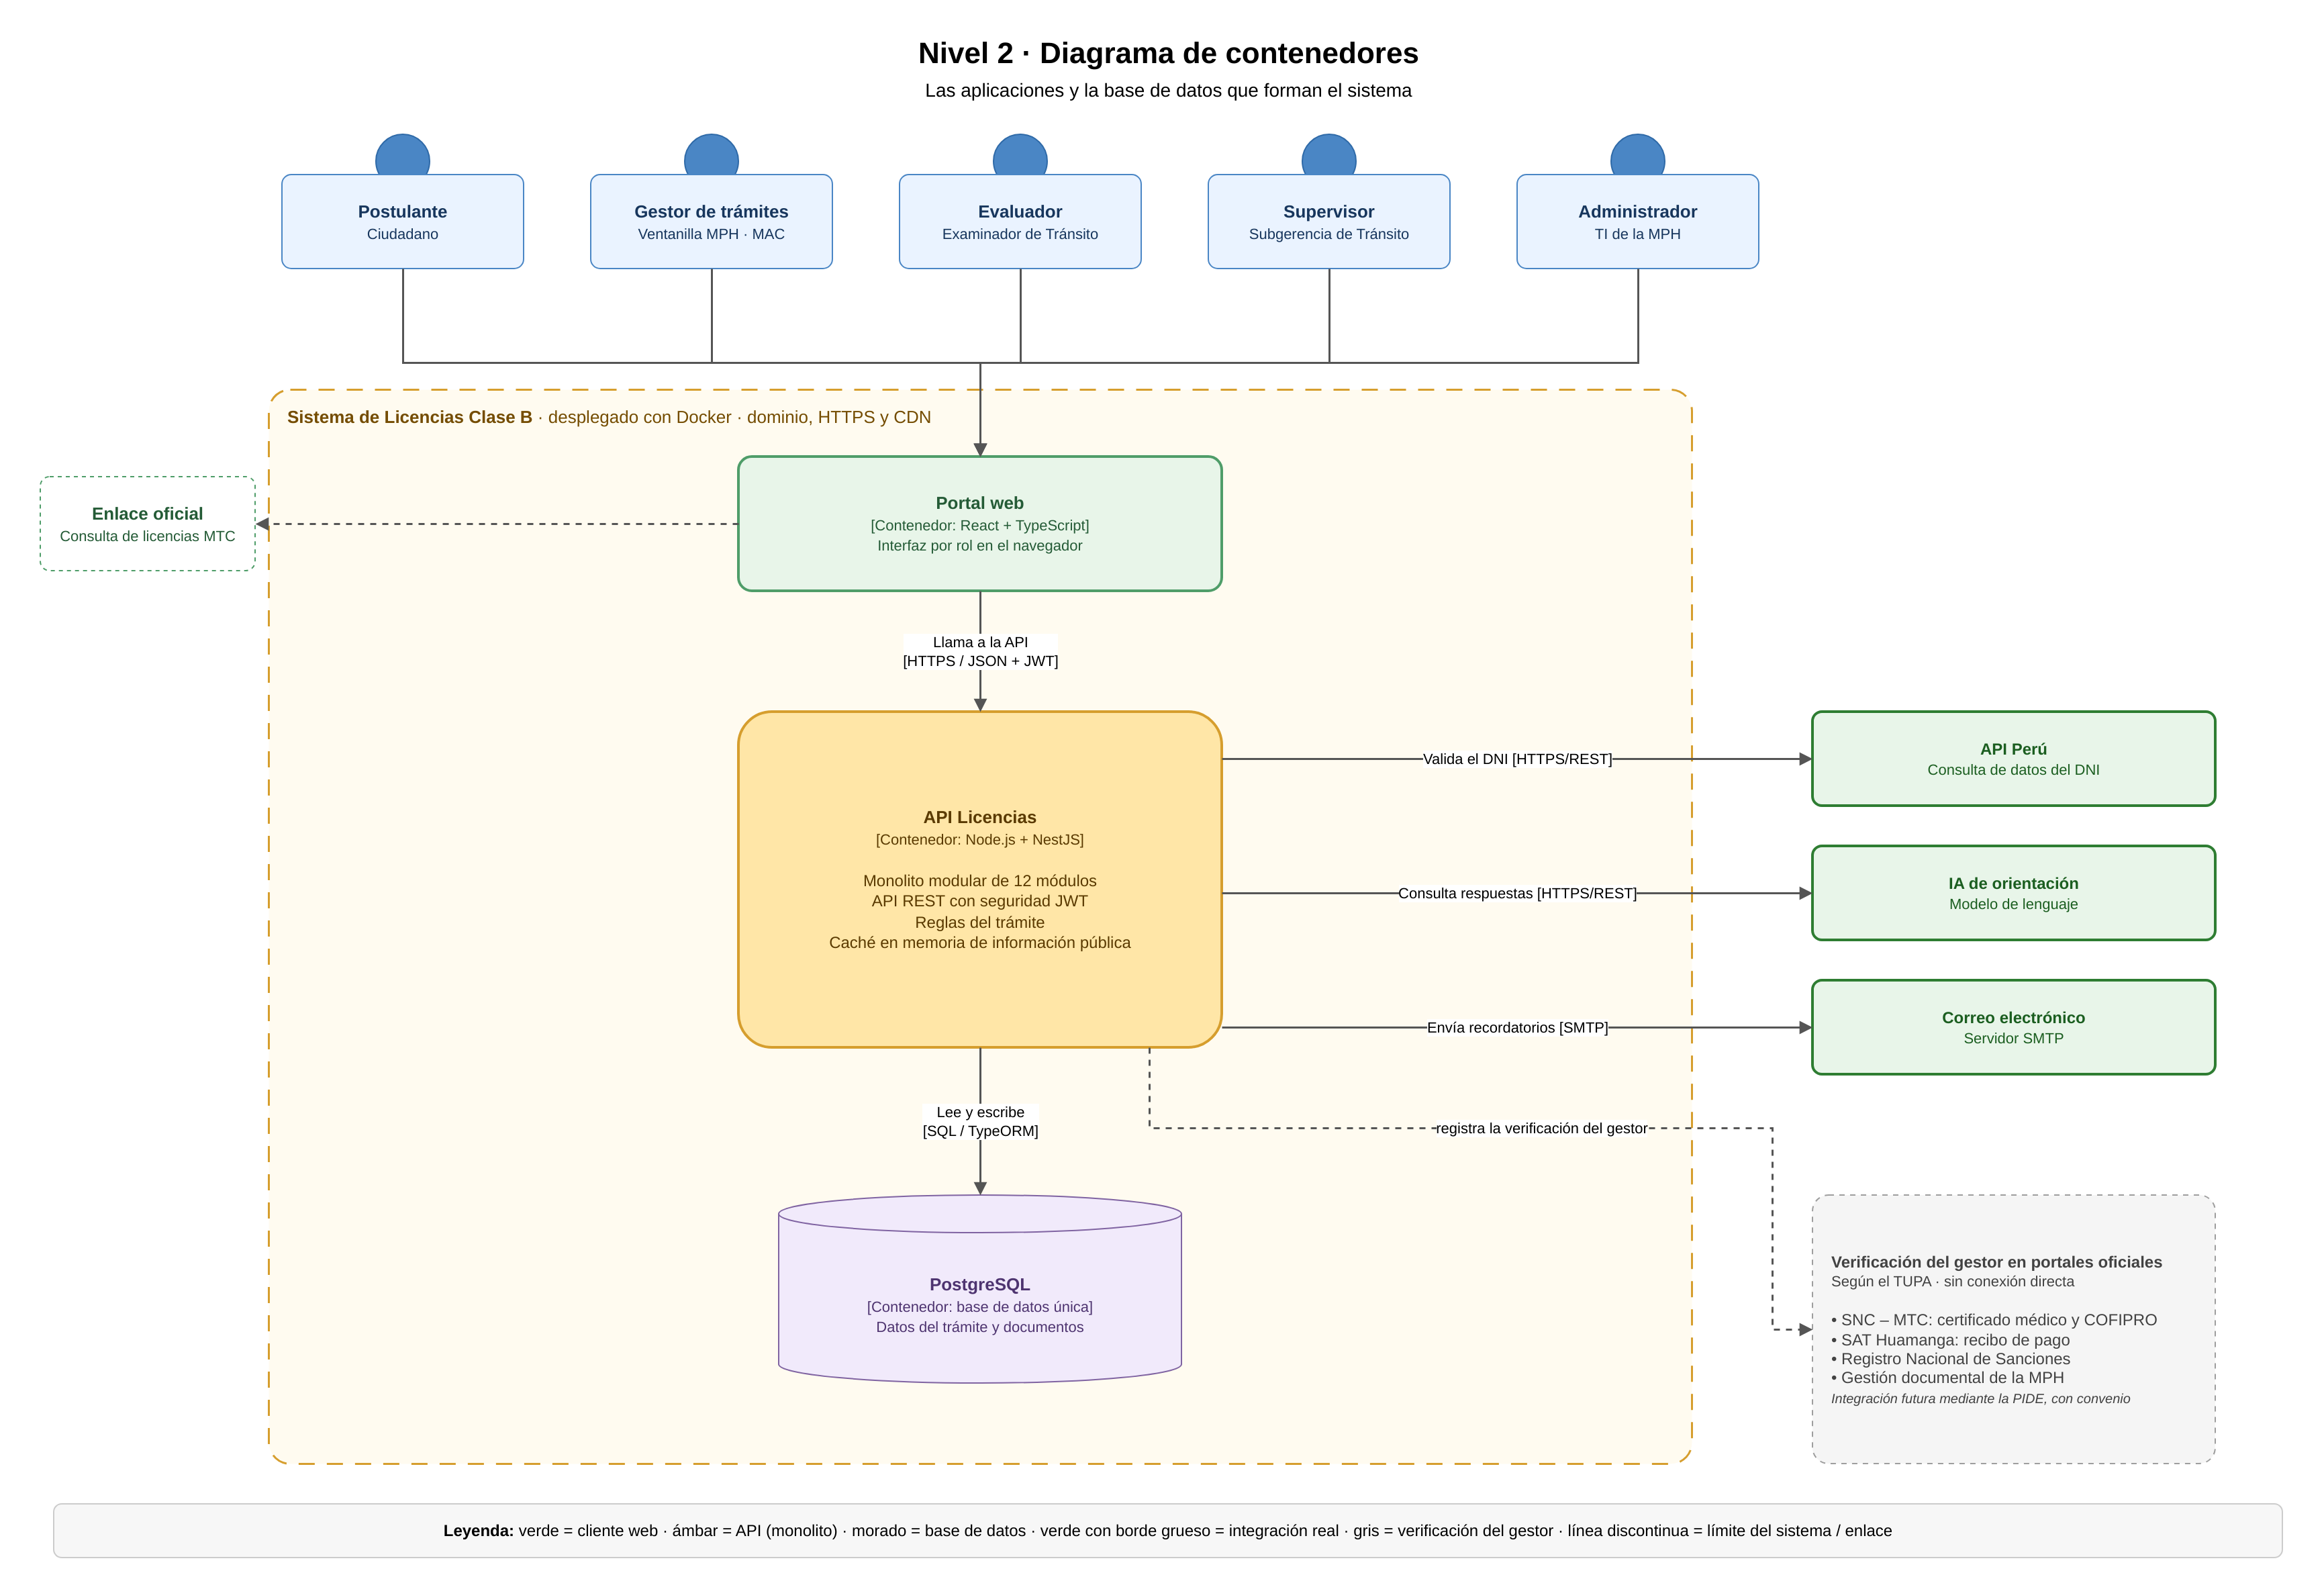 Nivel 2 · Diagrama de contenedores
Las aplicaciones y la base de datos que forman el sistema
Postulante
Ciudadano
Gestor de trámites
Ventanilla MPH · MAC
Evaluador
Examinador de Tránsito
Supervisor
Subgerencia de Tránsito
Administrador
TI de la MPH
Sistema de Licencias Clase B · desplegado con Docker · dominio, HTTPS y CDN
Enlace oficial
Consulta de licencias MTC
Portal web
[Contenedor: React + TypeScript]
Interfaz por rol en el navegador
Llama a la API
[HTTPS / JSON + JWT]
API Licencias
[Contenedor: Node.js + NestJS]
Monolito modular de 12 módulos
API REST con seguridad JWT
Reglas del trámite
Caché en memoria de información pública
Valida el DNI [HTTPS/REST]
API Perú
Consulta de datos del DNI
Consulta respuestas [HTTPS/REST]
IA de orientación
Modelo de lenguaje
Envía recordatorios [SMTP]
Correo electrónico
Servidor SMTP
Lee y escribe
[SQL / TypeORM]
registra la verificación del gestor
PostgreSQL
[Contenedor: base de datos única]
Datos del trámite y documentos
Verificación del gestor en portales oficiales
Según el TUPA · sin conexión directa
• SNC – MTC: certificado médico y COFIPRO
• SAT Huamanga: recibo de pago
• Registro Nacional de Sanciones
• Gestión documental de la MPH
Integración futura mediante la PIDE, con convenio
Leyenda: verde = cliente web · ámbar = API (monolito) · morado = base de datos · verde con borde grueso = integración real · gris = verificación del gestor · línea discontinua = límite del sistema / enlace